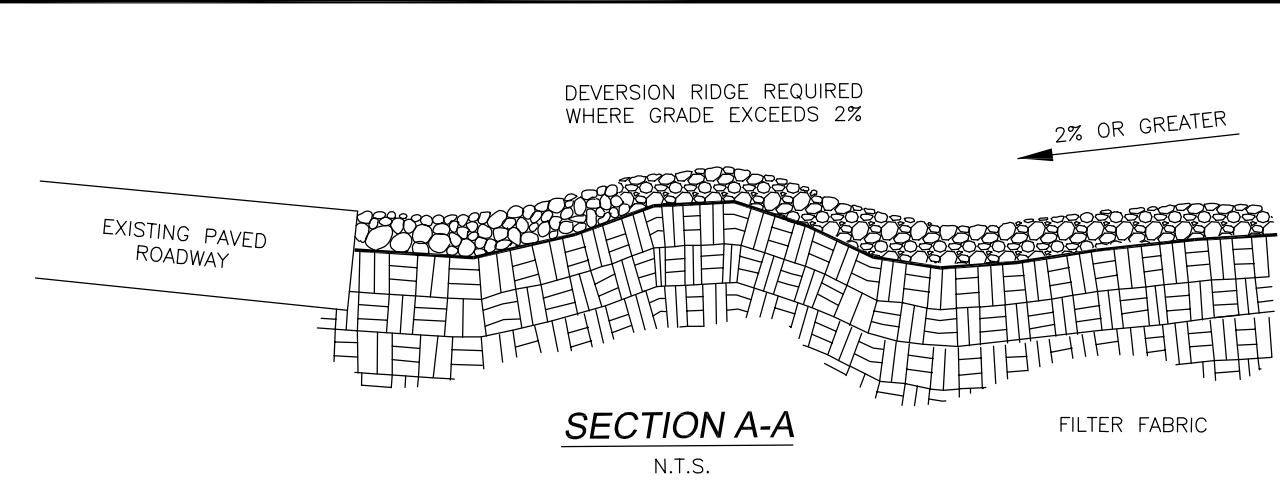 DEVERSION RIDGE REQUIRED
WHERE GRADE EXCEEDS 2%
2% OR GREATER
EXISTING PAVED
ROADWAY
SECTION A-A
N.T.S.
FILTER FABRIC